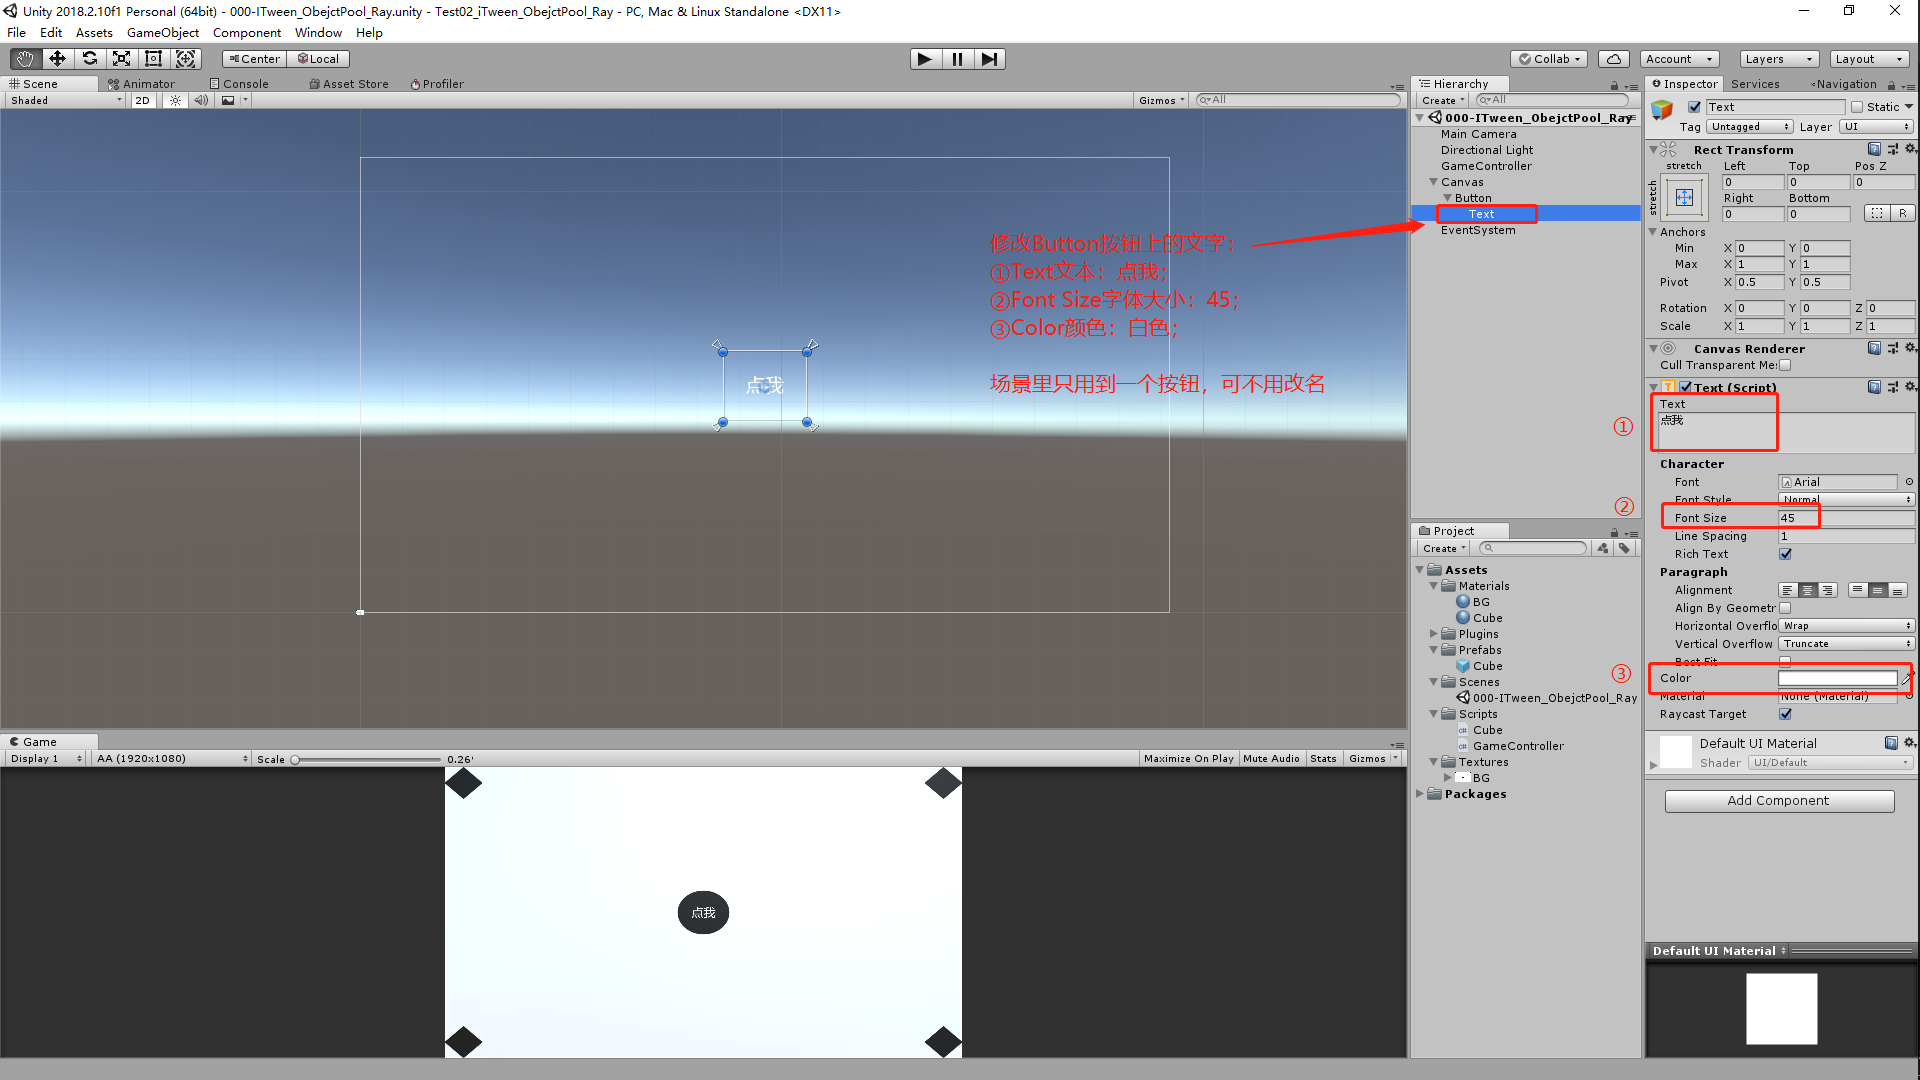 Unity 2018.2.10f1 Personal (64bit) - 000-ITween_ObejctPool_Ray.unity - Test02_iTween_ObejctPool_Ray - PC, Mac & Linux Standalone <DX11>
File Edit Assets GameObject Component Window Help
Center Local
Collab Account Layers Layout
Scene Animator Console Asset Store Profiler
Shaded 2D Gizmos All
修改Button按钮上的文字：
①Text文本：点我；
②Font Size字体大小：45；
③Color颜色：白色；
场景里只用到一个按钮，可不用改名
点我
Game
Display 1 AA (1920x1080) Scale 0.26 Maximize On Play Mute Audio Stats Gizmos
点我
Hierarchy
Create All
000-ITween_ObejctPool_Ray
Main Camera
Directional Light
GameController
Canvas
Button
Text
EventSystem
①
②
③
Project
Create
Assets
Materials
BG
Cube
Plugins
Prefabs
Cube
Scenes
000-ITween_ObejctPool_Ray
Scripts
Cube
GameController
Textures
BG
Packages
Inspector Services Navigation
Text Static
Tag Untagged Layer UI
Rect Transform
stretch Left Top Pos Z
stretch
0 0 0
Right Bottom
0 0 R
Anchors
Min X 0 Y 0
Max X 1 Y 1
Pivot X 0.5 Y 0.5
Rotation X 0 Y 0 Z 0
Scale X 1 Y 1 Z 1
Canvas Renderer
Cull Transparent Me
Text (Script)
Text
点我
Character
Font Arial
Font Style Normal
Font Size 45
Line Spacing 1
Rich Text
Paragraph
Alignment
Align By Geometr
Horizontal Overflo Wrap
Vertical Overflow Truncate
Best Fit
Color
Material None (Material)
Raycast Target
Default UI Material
Shader UI/Default
Add Component
Default UI Material